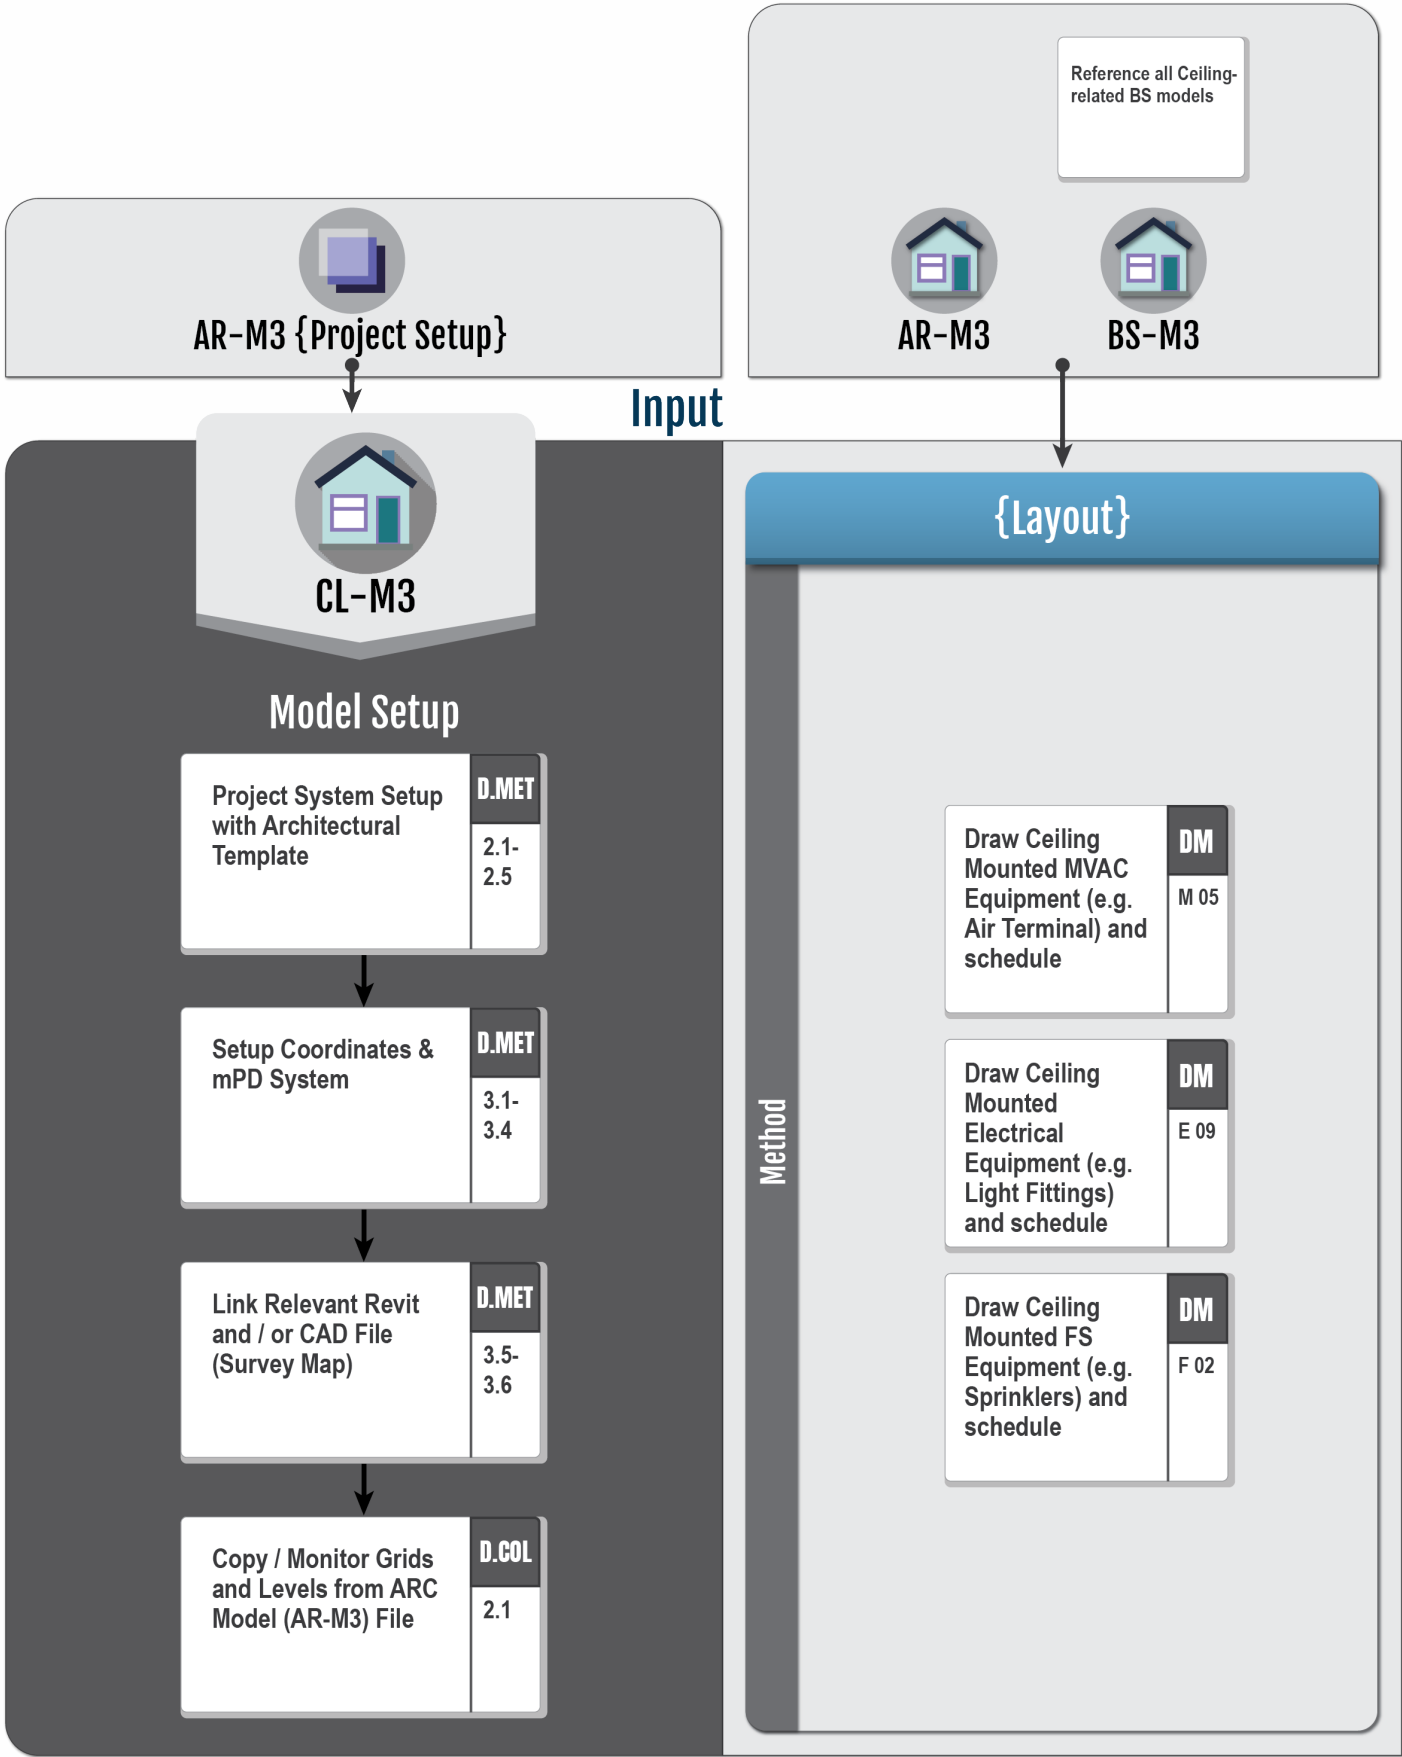 Reference all Ceiling-
related BS models
AR-M3 {Project Setup}
AR-M3
BS-M3
Input
CL-M3
{Layout}
Model Setup
Project System Setup
with Architectural
Template
D.MET
2.1-
2.5
Setup Coordinates &
mPD System
D.MET
3.1-
3.4
Link Relevant Revit
and / or CAD File
(Survey Map)
D.MET
3.5-
3.6
Copy / Monitor Grids
and Levels from ARC
Model (AR-M3) File
D.COL
2.1
Method
Draw Ceiling
Mounted MVAC
Equipment (e.g.
Air Terminal) and
schedule
DM
M 05
Draw Ceiling
Mounted
Electrical
Equipment (e.g.
Light Fittings)
and schedule
DM
E 09
Draw Ceiling
Mounted FS
Equipment (e.g.
Sprinklers) and
schedule
DM
F 02